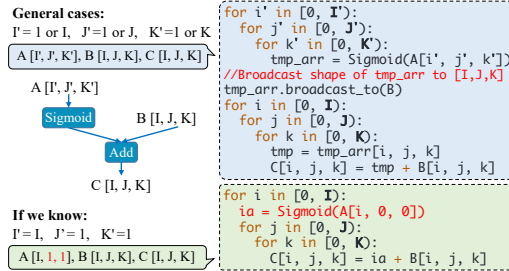 General cases:
I'= 1 or I, J'=1 or J, K'=1 or K
A [I', J', K'], B [I, J, K], C [I, J, K]
A [I', J', K']
Sigmoid
B [I, J, K]
Add
C [I, J, K]
If we know:
I'= I, J'= 1, K'=1
A [I, 1, 1], B [I, J, K], C [I, J, K]
for i' in [0, I'):
for j' in [0, J'):
for k' in [0, K'):
tmp_arr = Sigmoid(A[i', j', k'])
//Broadcast shape of tmp_arr to [I,J,K]
tmp_arr.broadcast_to(B)
for i in [0, I):
for j in [0, J):
for k in [0, K):
tmp = tmp_arr[i, j, k]
C[i, j, k] = tmp + B[i, j, k]
for i in [0, I):
ia = Sigmoid(A[i, 0, 0])
for j in [0, J):
for k in [0, K):
C[i, j, k] = ia + B[i, j, k]